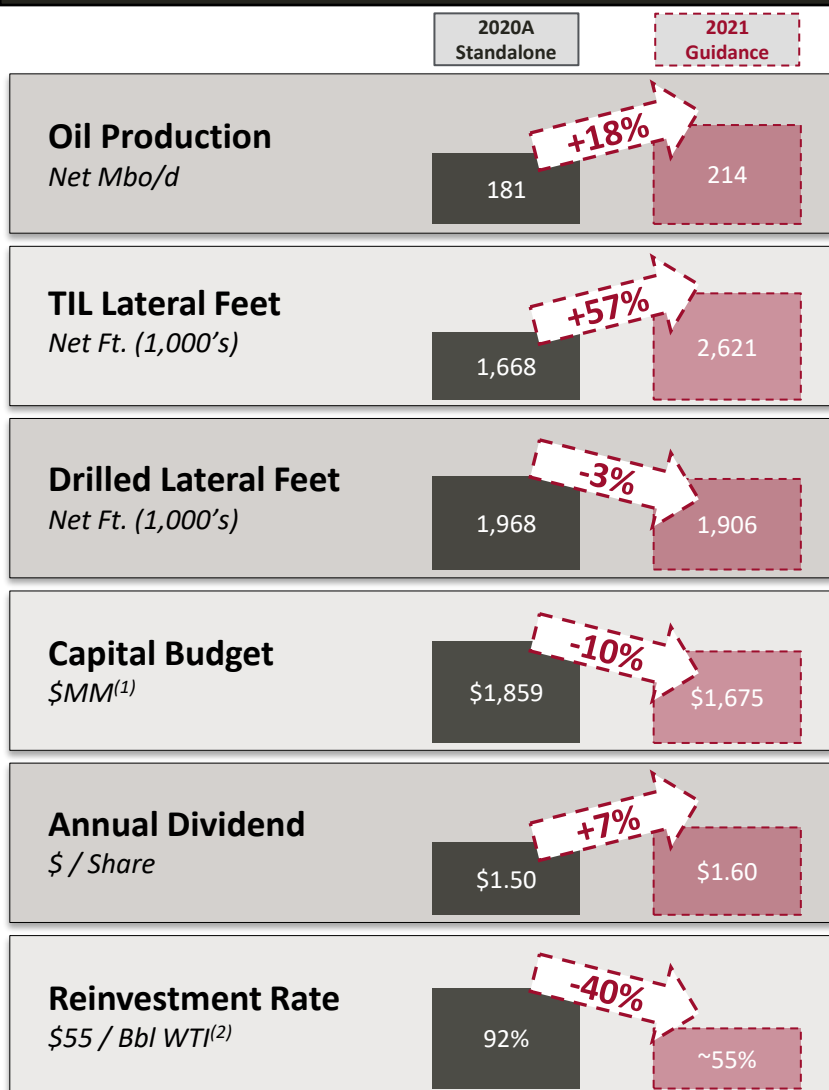 2020A
Standalone
2021
Guidance
Oil Production
Net Mbo/d
181
+18%
214
TIL Lateral Feet
Net Ft. (1,000’s)
1,668
+57%
2,621
Drilled Lateral Feet
Net Ft. (1,000’s)
1,968
-3%
1,906
Capital Budget
$MM(1)
$1,859
-10%
$1,675
Annual Dividend
$ / Share
$1.50
+7%
$1.60
Reinvestment Rate
$55 / Bbl WTI(2)
92%
-40%
~55%